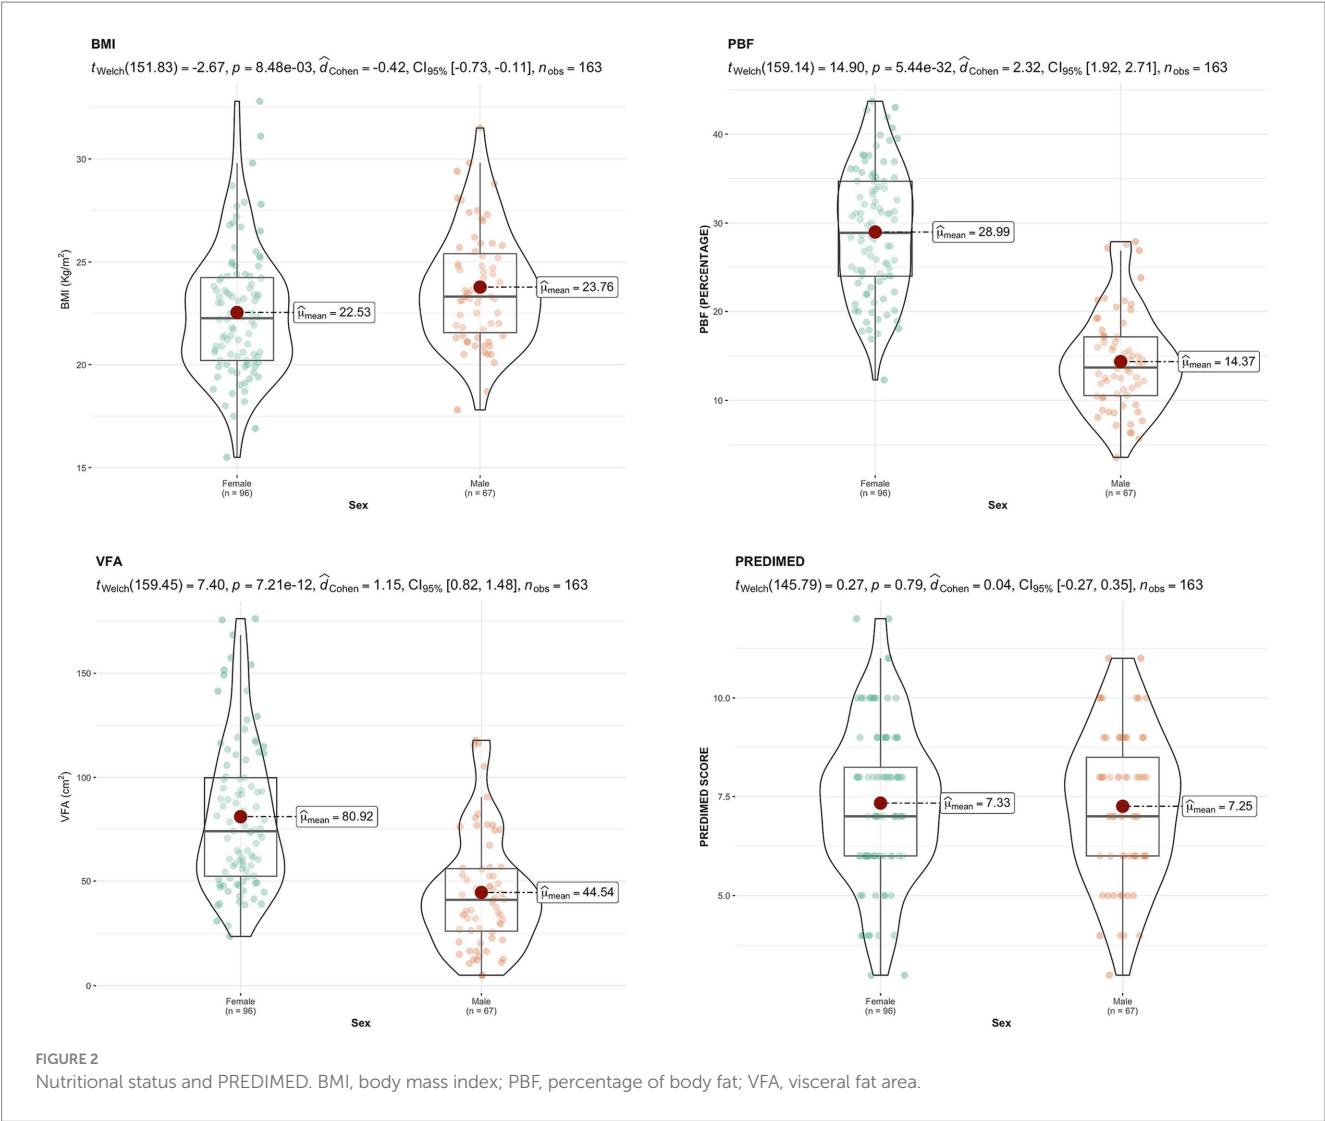 BMI
t Welch(151.83) = -2.67, p = 8.48e-03, d̂ Cohen = -0.42, CI95% [-0.73, -0.11], n obs = 163
30
25
20
15
BMI (Kg/m²)
μ̂ mean = 22.53
μ̂ mean = 23.76
Female
(n = 96)
Male
(n = 67)
Sex
PBF
t Welch(159.14) = 14.90, p = 5.44e-32, d̂ Cohen = 2.32, CI95% [1.92, 2.71], n obs = 163
40
30
20
10
PBF (PERCENTAGE)
μ̂ mean = 28.99
μ̂ mean = 14.37
Female
(n = 96)
Male
(n = 67)
Sex
VFA
t Welch(159.45) = 7.40, p = 7.21e-12, d̂ Cohen = 1.15, CI95% [0.82, 1.48], n obs = 163
150
100
50
0
VFA (cm²)
μ̂ mean = 80.92
μ̂ mean = 44.54
Female
(n = 96)
Male
(n = 67)
Sex
PREDIMED
t Welch(145.79) = 0.27, p = 0.79, d̂ Cohen = 0.04, CI95% [-0.27, 0.35], n obs = 163
10.0
7.5
5.0
PREDIMED SCORE
μ̂ mean = 7.33
μ̂ mean = 7.25
Female
(n = 96)
Male
(n = 67)
Sex
FIGURE 2
Nutritional status and PREDIMED. BMI, body mass index; PBF, percentage of body fat; VFA, visceral fat area.